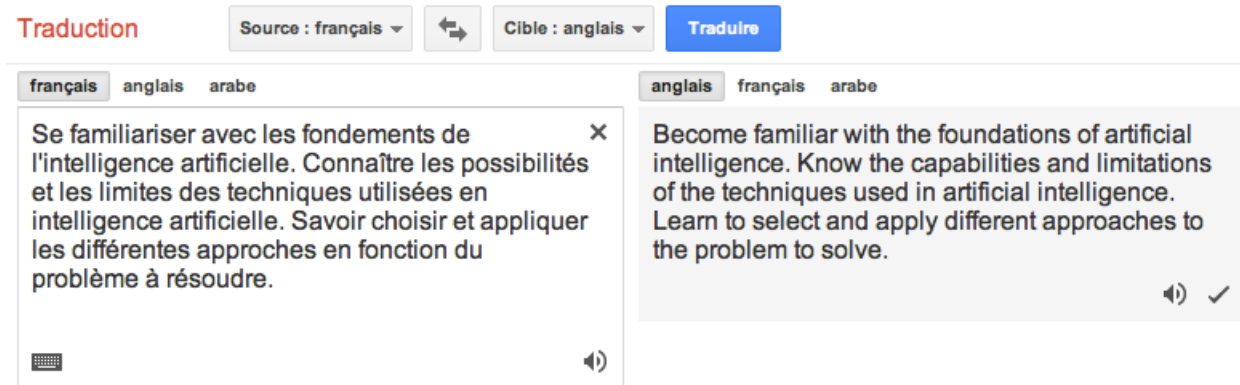 Traduction
Source : français
Cible : anglais
Traduire
français anglais arabe
Se familiariser avec les fondements de
l'intelligence artificielle. Connaître les possibilités
et les limites des techniques utilisées en
intelligence artificielle. Savoir choisir et appliquer
les différentes approches en fonction du
problème à résoudre.
anglais français arabe
Become familiar with the foundations of artificial
intelligence. Know the capabilities and limitations
of the techniques used in artificial intelligence.
Learn to select and apply different approaches to
the problem to solve.